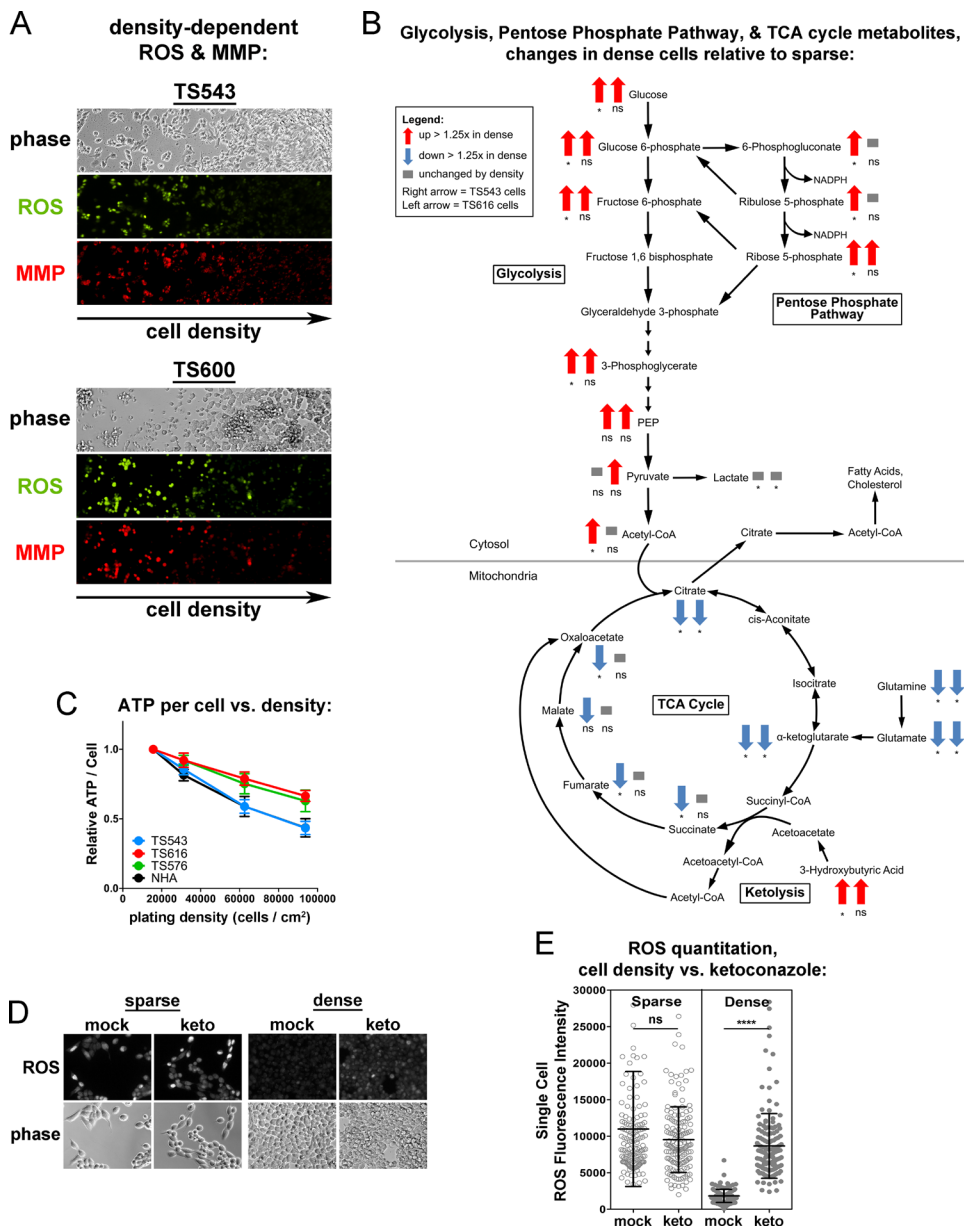 A
density-dependent
ROS & MMP:
TS543
phase
ROS
MMP
cell density
TS600
phase
ROS
MMP
cell density
B
Glycolysis, Pentose Phosphate Pathway, & TCA cycle metabolites,
changes in dense cells relative to sparse:
Legend:
up > 1.25x in dense
down > 1.25x in dense
unchanged by density
Right arrow = TS543 cells
Left arrow = TS616 cells
Glucose
* ns
Glucose 6-phosphate
* ns
6-Phosphogluconate
* ns
NADPH
Fructose 6-phosphate
* ns
Ribulose 5-phosphate
* ns
NADPH
Fructose 1,6 bisphosphate
Ribose 5-phosphate
* ns
Glycolysis
Pentose Phosphate
Pathway
Glyceraldehyde 3-phosphate
3-Phosphoglycerate
* ns
PEP
ns ns
Pyruvate
ns ns
Lactate
* *
Fatty Acids,
Cholesterol
Acetyl-CoA
* ns
Citrate
Acetyl-CoA
Cytosol
Mitochondria
Citrate
* *
cis-Aconitate
Oxaloacetate
* ns
Isocitrate
Glutamine
* *
Malate
ns ns
TCA Cycle
α-ketoglutarate
* *
Glutamate
* *
Fumarate
* ns
Succinyl-CoA
Succinate
* ns
Acetoacetate
Acetoacetyl-CoA
3-Hydroxybutyric Acid
* ns
Acetyl-CoA
Ketolysis
C
ATP per cell vs. density:
Relative ATP / Cell
1.0
0.5
0.0
TS543
TS616
TS576
NHA
0 20000 40000 60000 80000 100000
plating density (cells / cm²)
D
sparse
dense
mock keto mock keto
ROS
phase
E
ROS quantitation,
cell density vs. ketoconazole:
Single Cell
ROS Fluorescence Intensity
30000
25000
20000
15000
10000
5000
0
Sparse
ns
Dense
****
mock keto mock keto